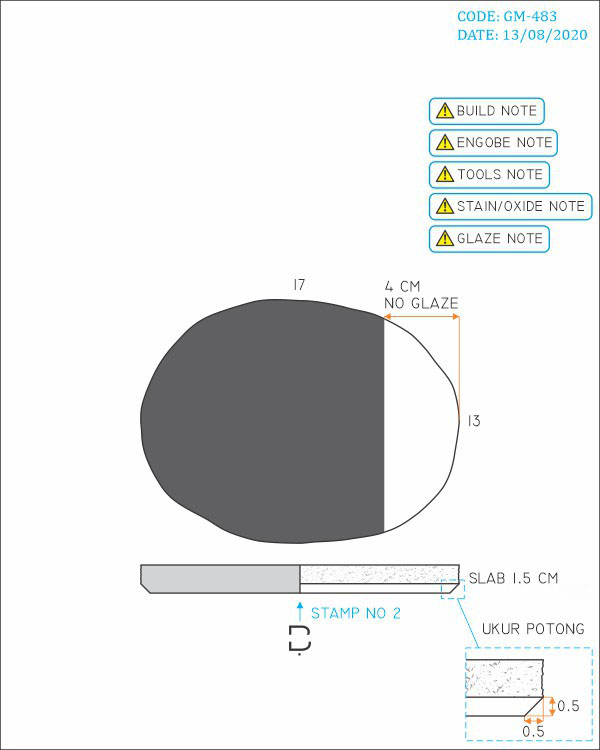 CODE: GM-483
DATE: 13/08/2020
BUILD NOTE
ENGOBE NOTE
TOOLS NOTE
STAIN/OXIDE NOTE
GLAZE NOTE
17
4 CM
NO GLAZE
13
SLAB 1.5 CM
STAMP NO 2
UKUR POTONG
0.5
0.5